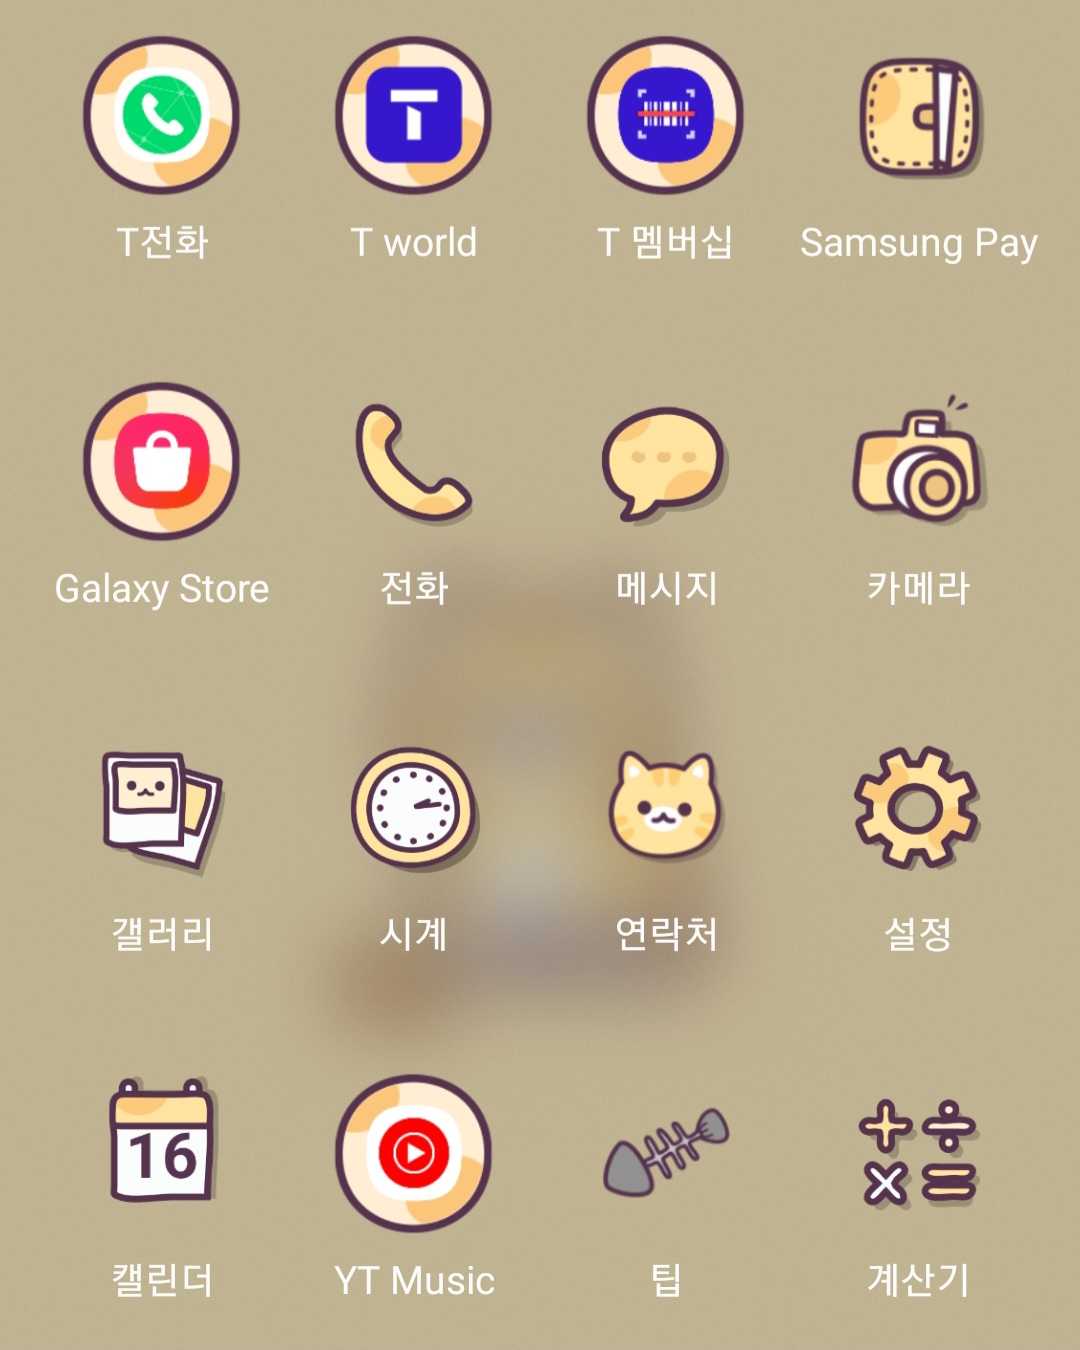 T전화
T world
T 멤버십
Samsung Pay
Galaxy Store
전화
메시지
카메라
갤러리
시계
연락처
설정
16
캘린더
YT Music
팁
계산기